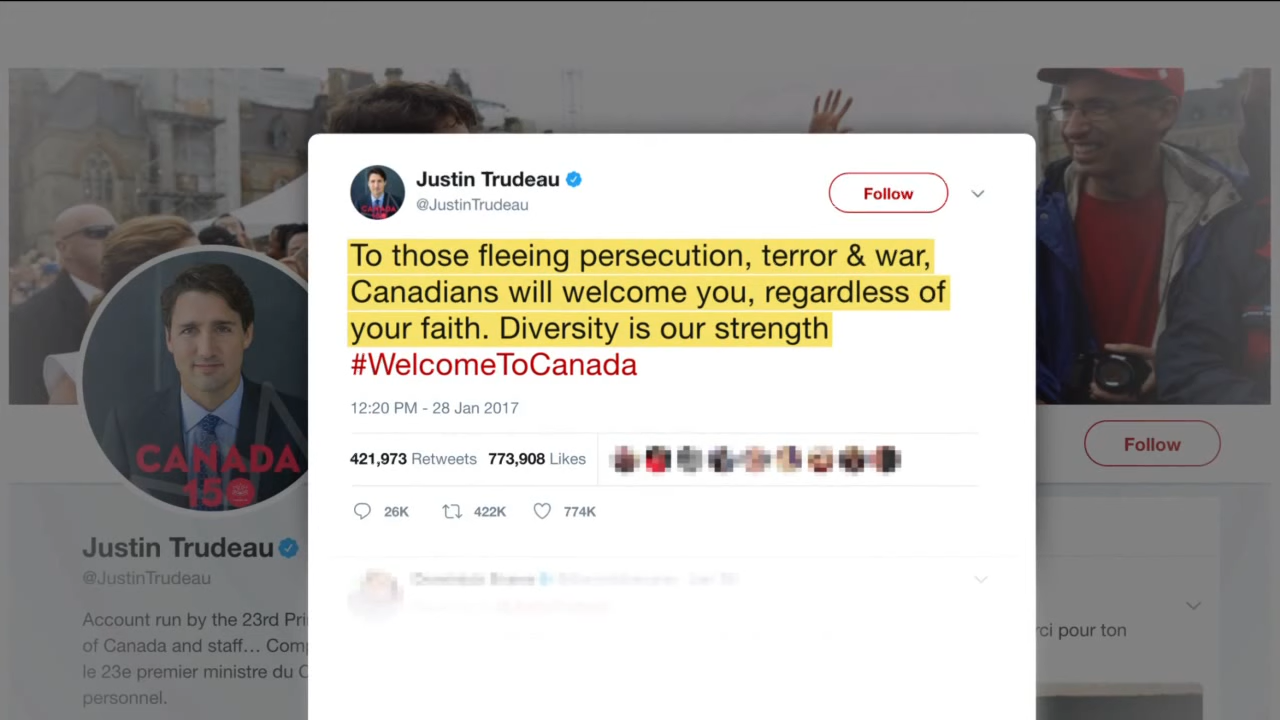 Justin Trudeau
@JustinTrudeau
Follow
To those fleeing persecution, terror & war,
Canadians will welcome you, regardless of
your faith. Diversity is our strength
#WelcomeToCanada
12:20 PM - 28 Jan 2017
421,973 Retweets 773,908 Likes
26K 422K 774K
CANADA
150
Justin Trudeau
@JustinTrudeau
Account run by the 23rd
of Canada and staff...
le 23e premier ministre du
personnel.
Follow
pour ton